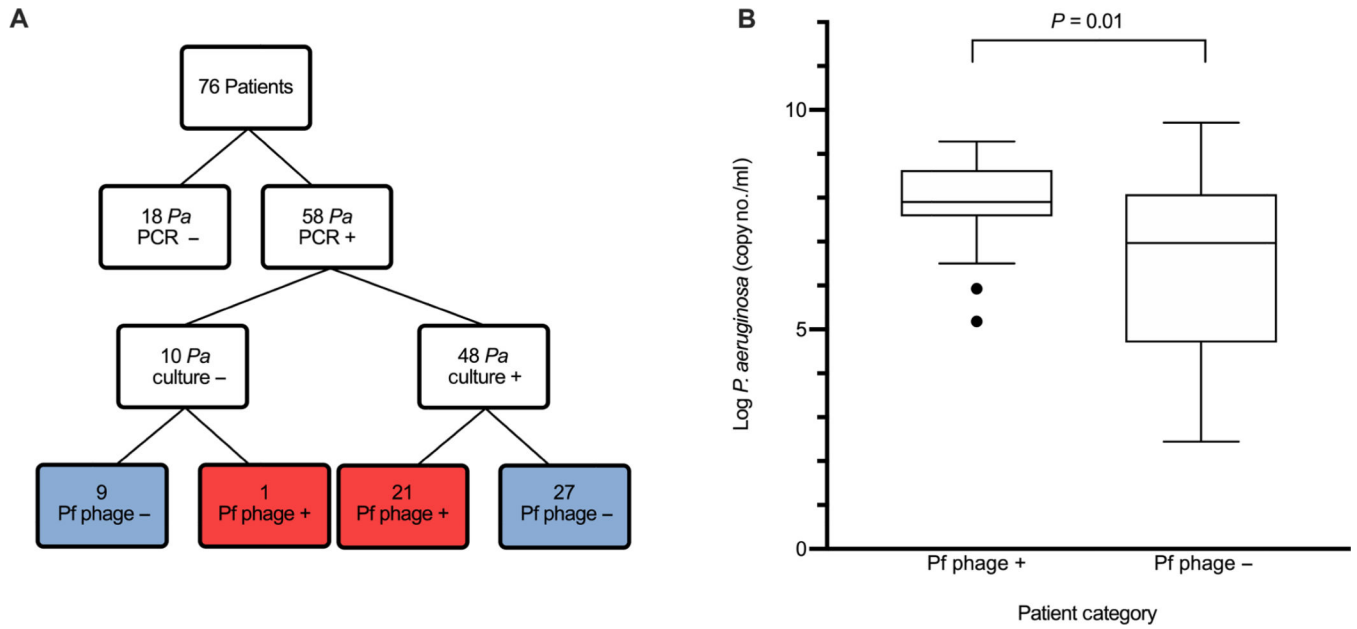 A
76 Patients
18 Pa
PCR –
58 Pa
PCR +
10 Pa
culture –
48 Pa
culture +
9
Pf phage –
1
Pf phage +
21
Pf phage +
27
Pf phage –
B
P = 0.01
Log P. aeruginosa (copy no./ml)
10
5
0
Pf phage +
Pf phage –
Patient category